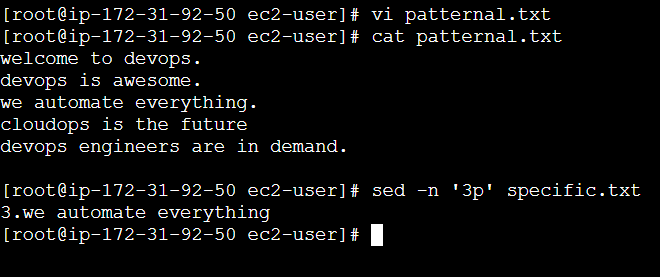 [root@ip-172-31-92-50 ec2-user]# vi patternal.txt
[root@ip-172-31-92-50 ec2-user]# cat patternal.txt
welcome to devops.
devops is awesome.
we automate everything.
cloudops is the future
devops engineers are in demand.

[root@ip-172-31-92-50 ec2-user]# sed -n '3p' specific.txt
3.we automate everything
[root@ip-172-31-92-50 ec2-user]#